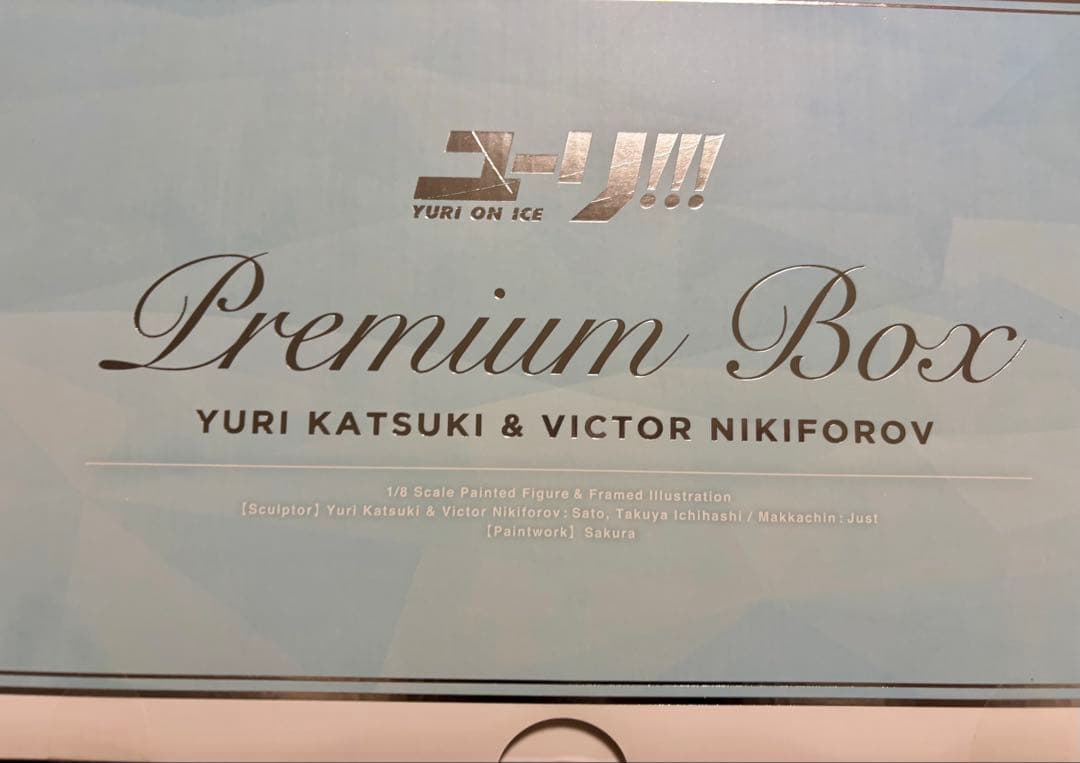 ユーリ!!!
YURI ON ICE
Premium Box
YURI KATSUKI & VICTOR NIKIFOROV
1/8 Scale Painted Figure & Framed Illustration
【Sculptor】Yuri Katsuki & Victor Nikiforov : Sato, Takuya Ichihashi / Makkachin : Just
【Paintwork】Sakura